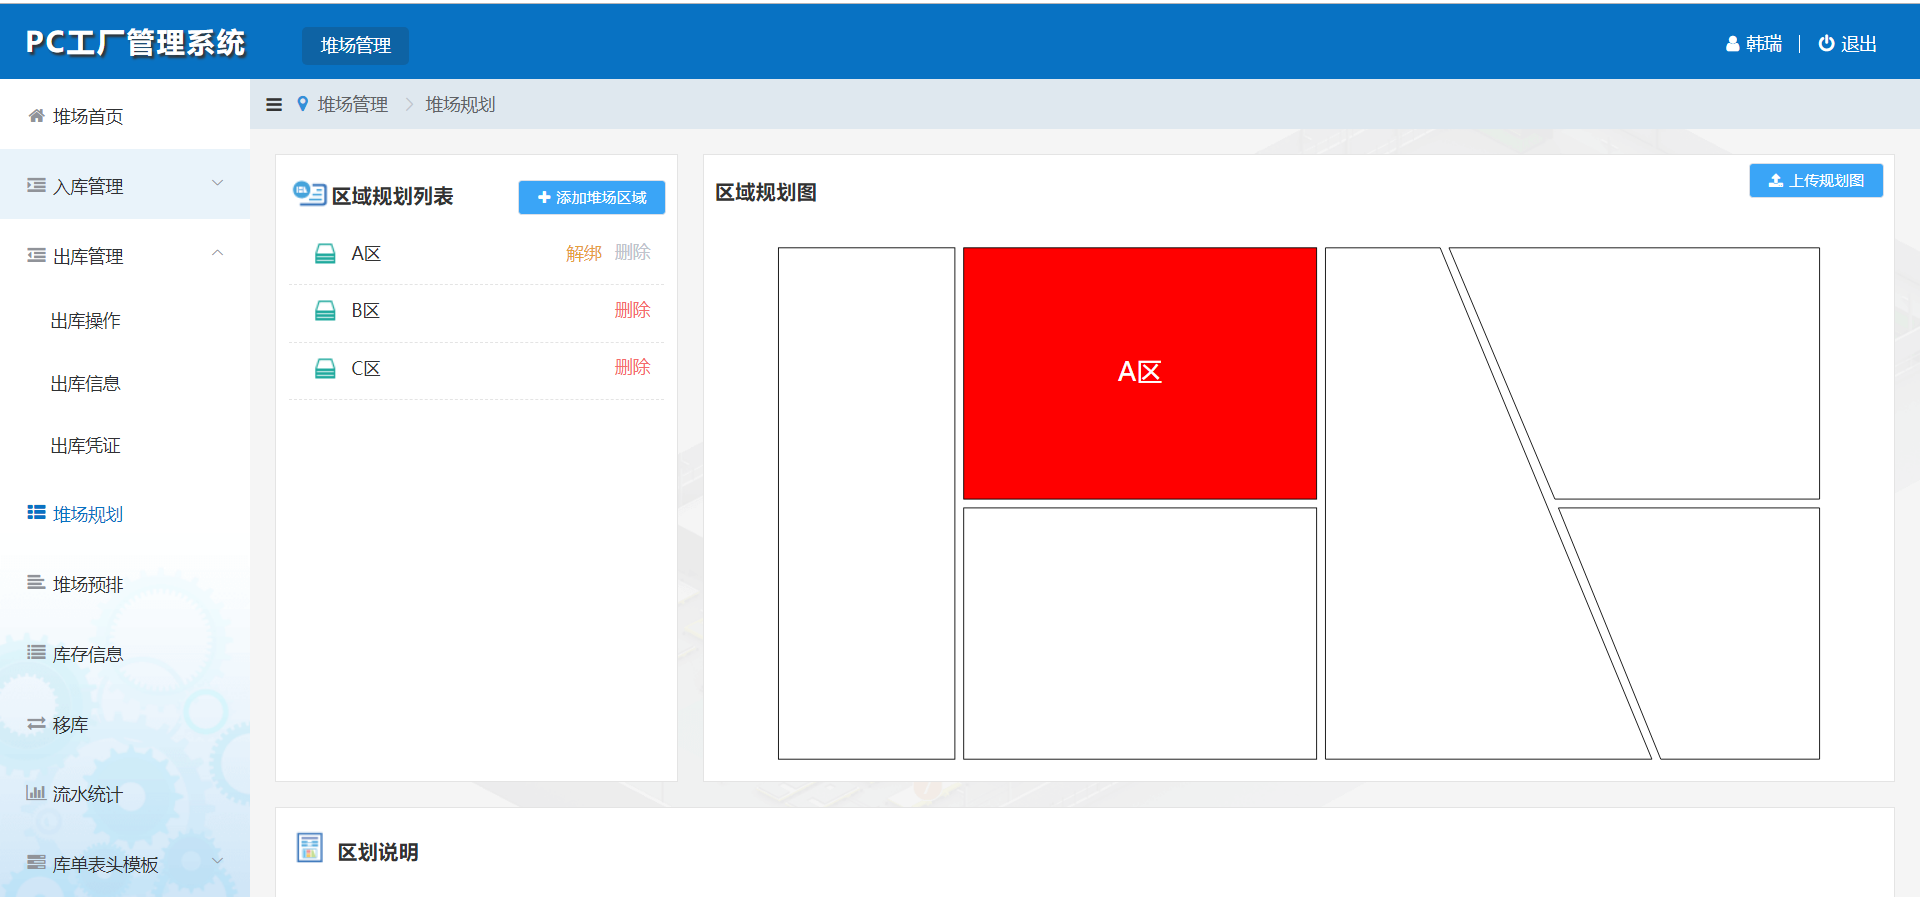 PC工厂管理系统
堆场管理
韩瑞
退出
堆场管理 > 堆场规划
堆场首页
入库管理
出库管理
出库操作
出库信息
出库凭证
堆场规划
堆场预排
库存信息
移库
流水统计
库单表头模板
区域规划列表
添加堆场区域
A区 解绑 删除
B区 删除
C区 删除
区域规划图
上传规划图
A区
区划说明